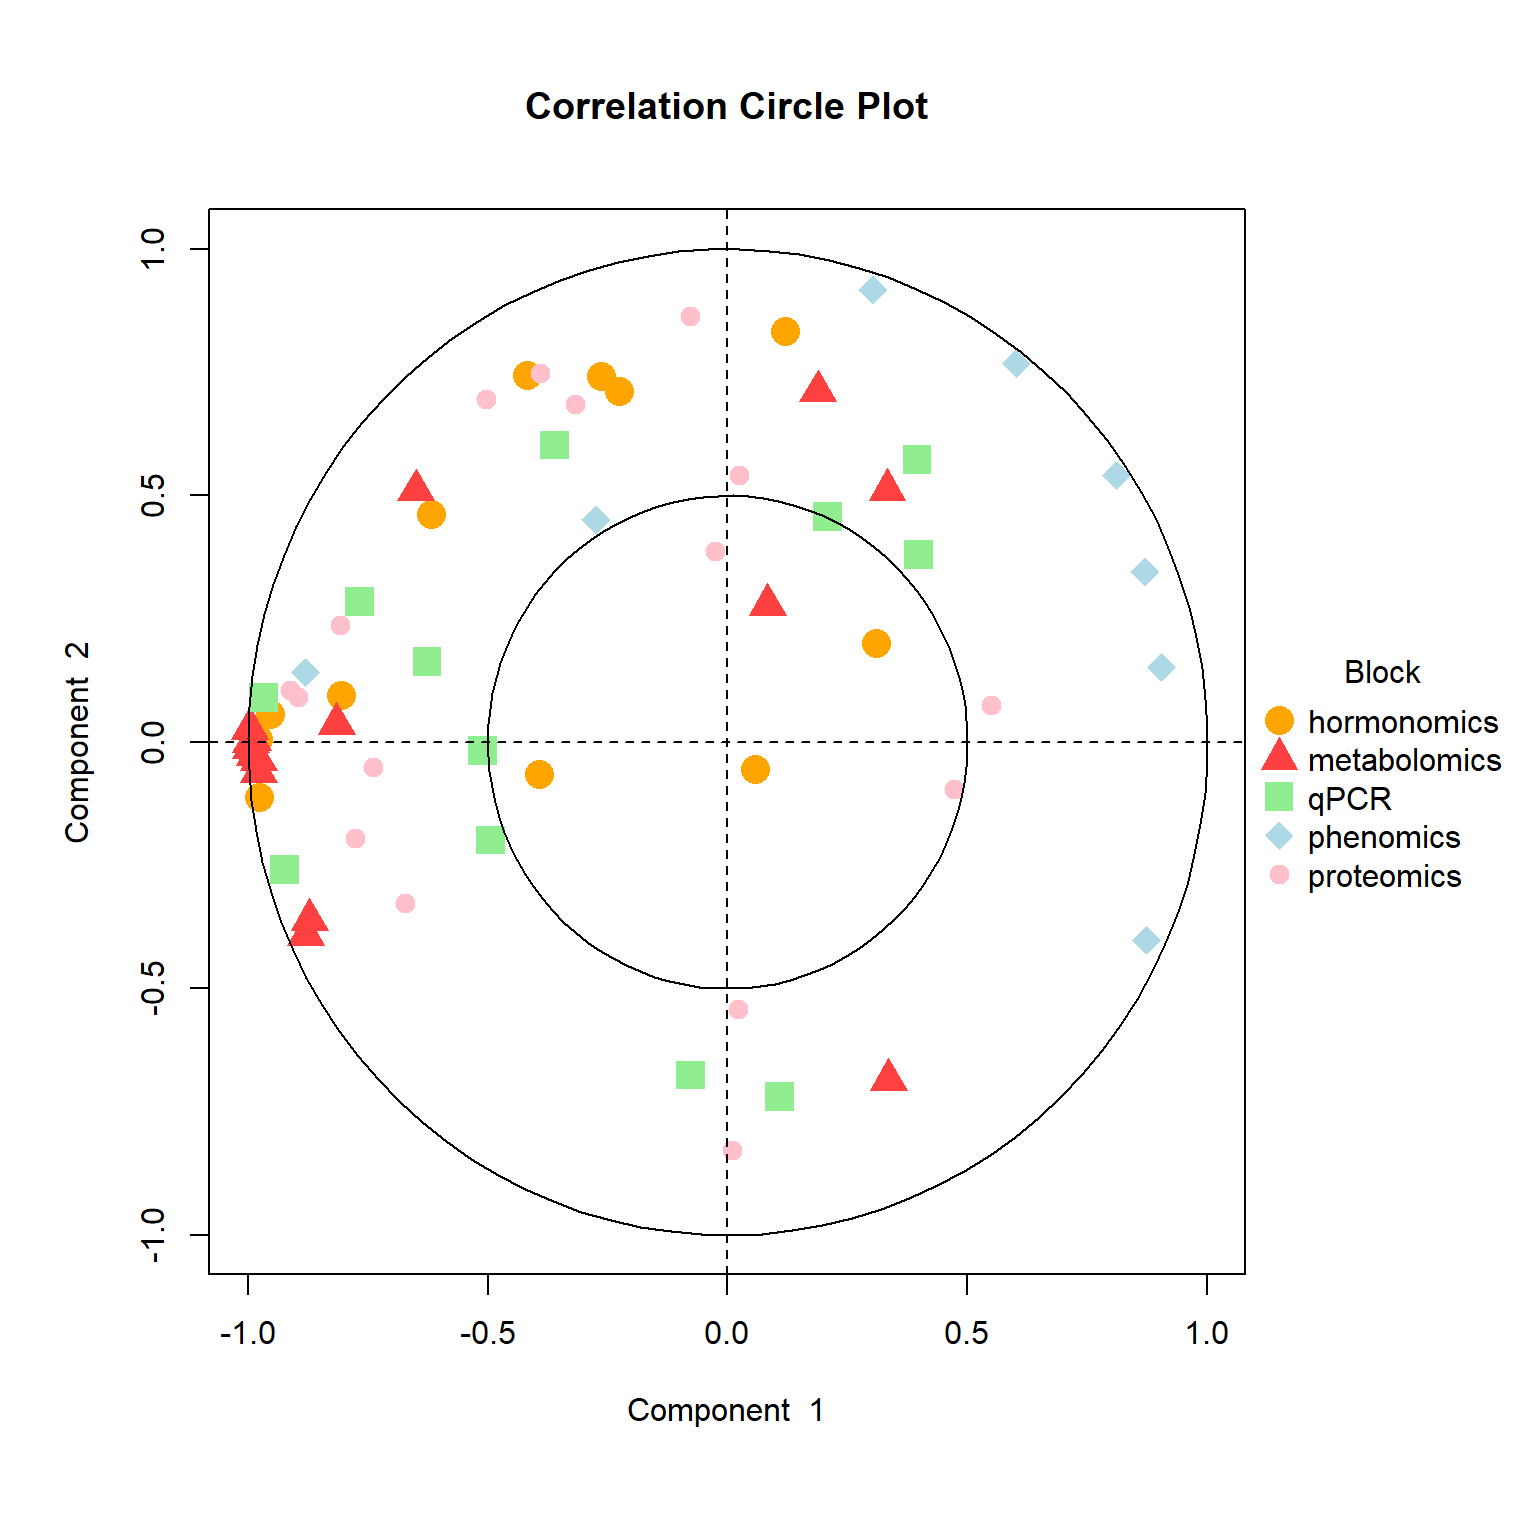 Correlation Circle Plot
Component 2
1.0
0.5
0.0
-0.5
-1.0
-1.0 -0.5 0.0 0.5 1.0
Component 1
Block
hormonomics
metabolomics
qPCR
phenomics
proteomics